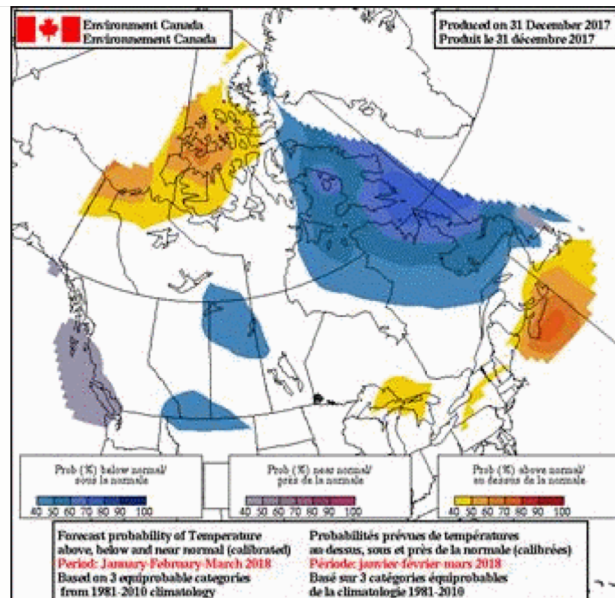 Environment Canada
Environnement Canada
Produced on 31 December 2017
Produit le 31 décembre 2017
Prob (%) below normal/
sous la normale
40 50 60 70 80 90 100
Prob (%) near normal/
près de la normale
40 50 60 70 80 90 100
Prob (%) above normal/
au dessus de la normale
40 50 60 70 80 90 100
Forecast probability of Temperature
above, below and near normal (calibrated)
Period: January-February-March 2018
Based on 3 equiprobable categories
from 1981-2010 climatology
Probabilités prévues de températures
au dessus, sous et près de la normale (calibrées)
Période: janvier-février-mars 2018
Basé sur 3 catégories équiprobables
de la climatologie 1981-2010